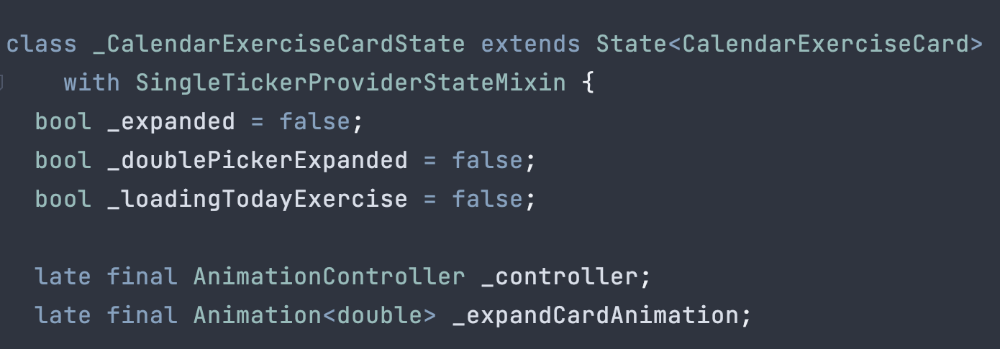 class _CalendarExerciseCardState extends State<CalendarExerciseCard>
with SingleTickerProviderStateMixin {
bool _expanded = false;
bool _doublePickerExpanded = false;
bool _loadingTodayExercise = false;
late final AnimationController _controller;
late final Animation<double> _expandCardAnimation;